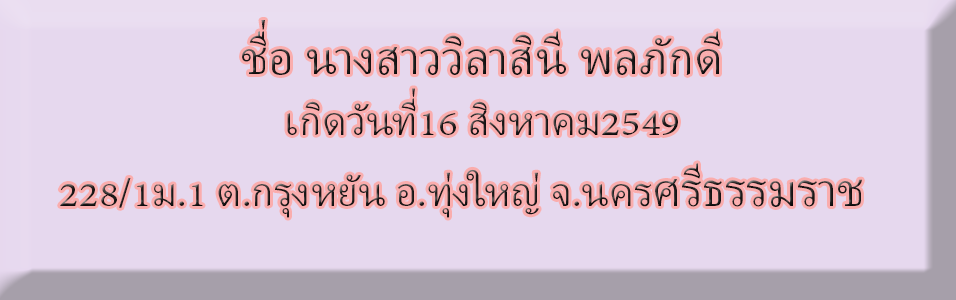 ชื่อ นางสาววิลาสินี พลภักดี
เกิดวันที่16 สิงหาคม2549
228/1ม.1 ต.กรุงหยัน อ.ทุ่งใหญ่ จ.นครศรีธรรมราช